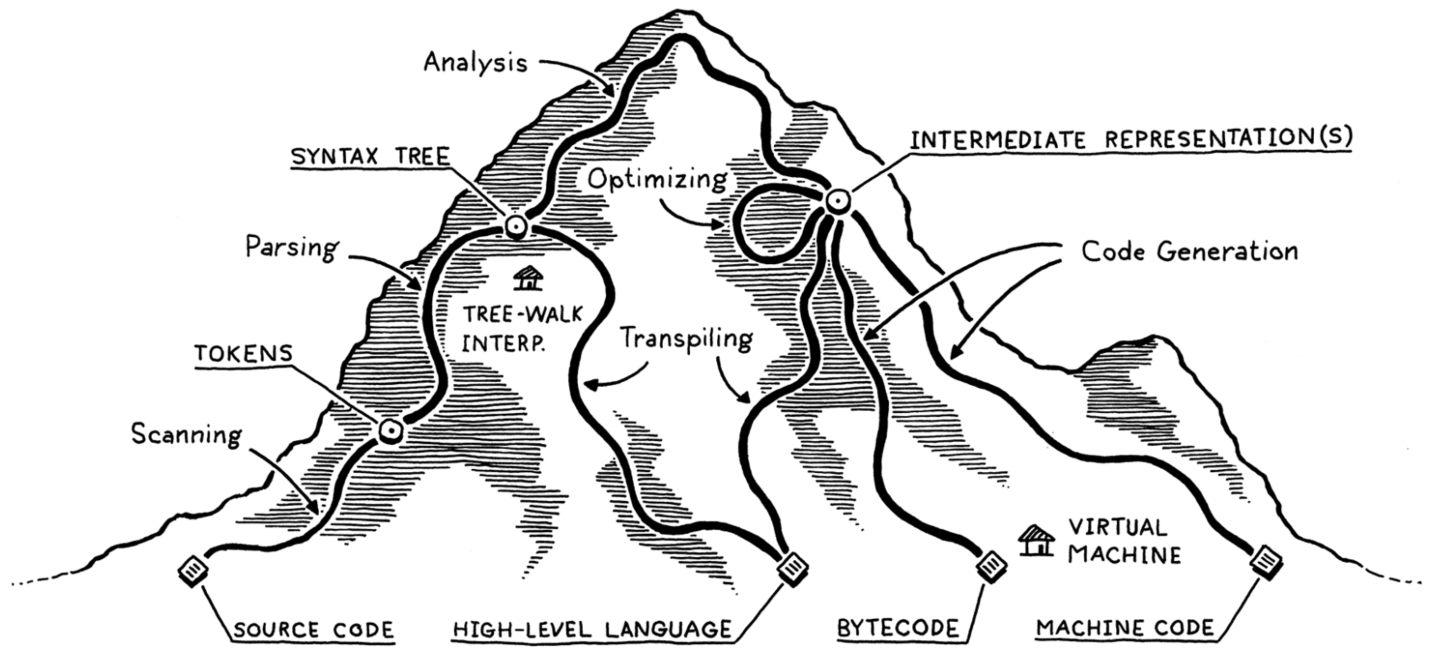 Analysis
INTERMEDIATE REPRESENTATION(S)
SYNTAX TREE
Optimizing
Parsing
Code Generation
TREE-WALK
INTERP.
Transpiling
TOKENS
Scanning
VIRTUAL
MACHINE
SOURCE CODE
HIGH-LEVEL LANGUAGE
BYTECODE
MACHINE CODE